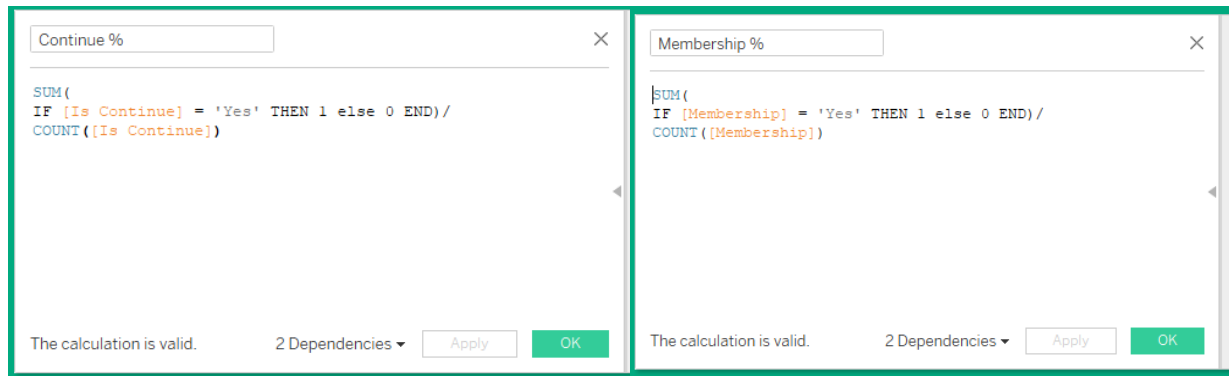 Continue %
SUM(
IF [Is Continue] = 'Yes' THEN 1 else 0 END)/
COUNT([Is Continue])
The calculation is valid.
2 Dependencies
Apply
OK
Membership %
SUM(
IF [Membership] = 'Yes' THEN 1 else 0 END)/
COUNT([Membership])
The calculation is valid.
2 Dependencies
Apply
OK